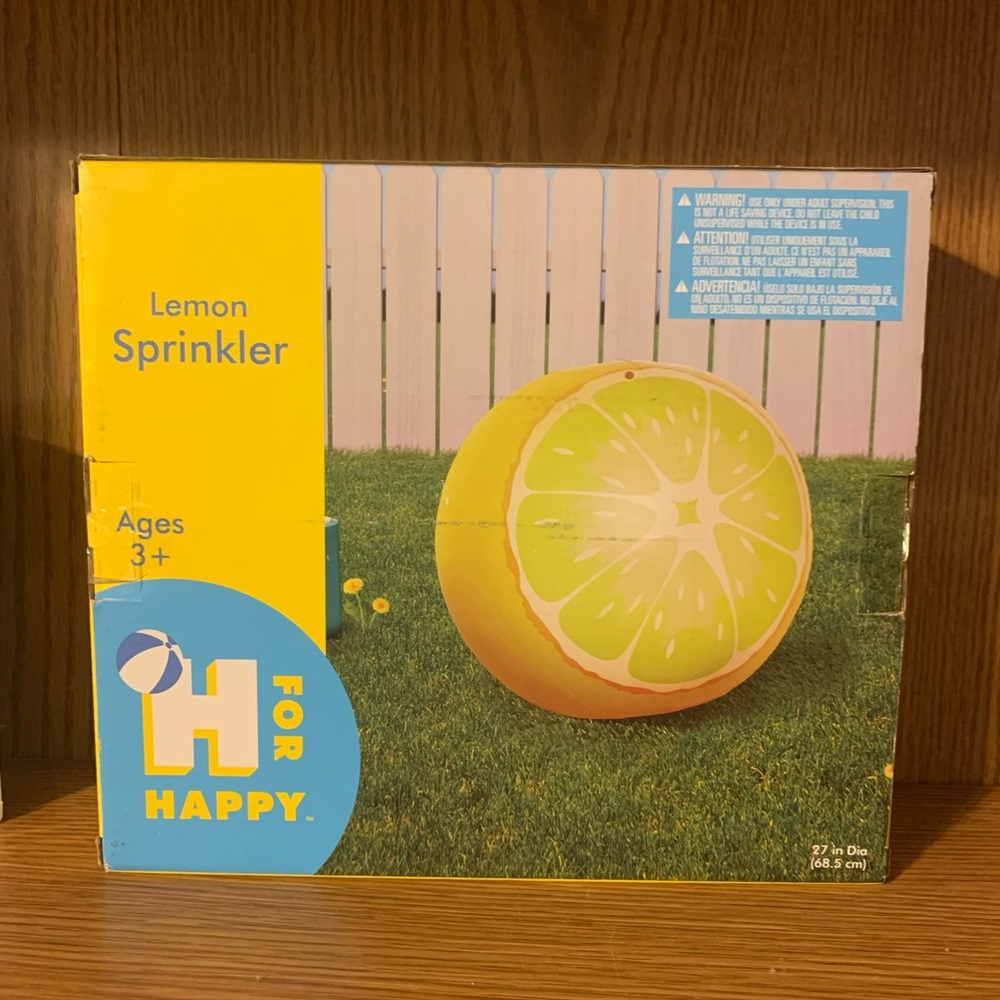 Lemon
Sprinkler
Ages
3+
H FOR
HAPPY™
WARNING! USE ONLY UNDER ADULT SUPERVISION. THIS
IS NOT A LIFE SAVING DEVICE. DO NOT LEAVE THE CHILD
UNSUPERVISED WHILE THE DEVICE IS IN USE.
ATTENTION! UTILISER UNIQUEMENT SOUS LA
SURVEILLANCE D'UN ADULTE. CE N'EST PAS UN APPARAREIL
DE FLOTATION. NE PAS LAISSER UN ENFANT SANS
SURVEILLANCE TANT QUE L'APPAREIL EST UTILISE.
ADVERTENCIA! ÚSELO SOLO BAJO LA SUPERVISIÓN DE
UN ADULTO. NO ES UN DISPOSITIVO DE FLOTACIÓN. NO DEJE AL
NIÑO DESATENDIDO MIENTRAS SE USA EL DISPOSITIVO.
27 in Dia
(68.5 cm)